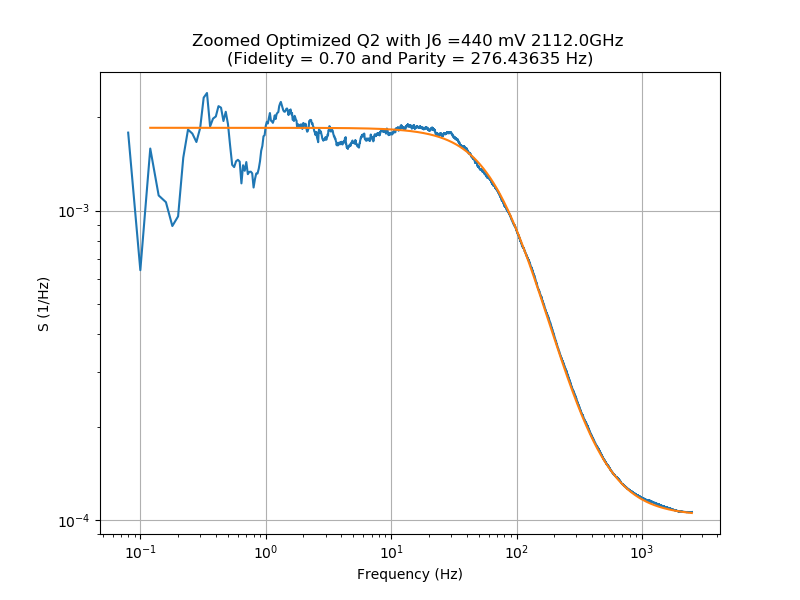 Zoomed Optimized Q2 with J6 =440 mV 2112.0GHz
(Fidelity = 0.70 and Parity = 276.43635 Hz)
S (1/Hz)
10⁻³
10⁻⁴
10⁻¹ 10⁰ 10¹ 10² 10³
Frequency (Hz)